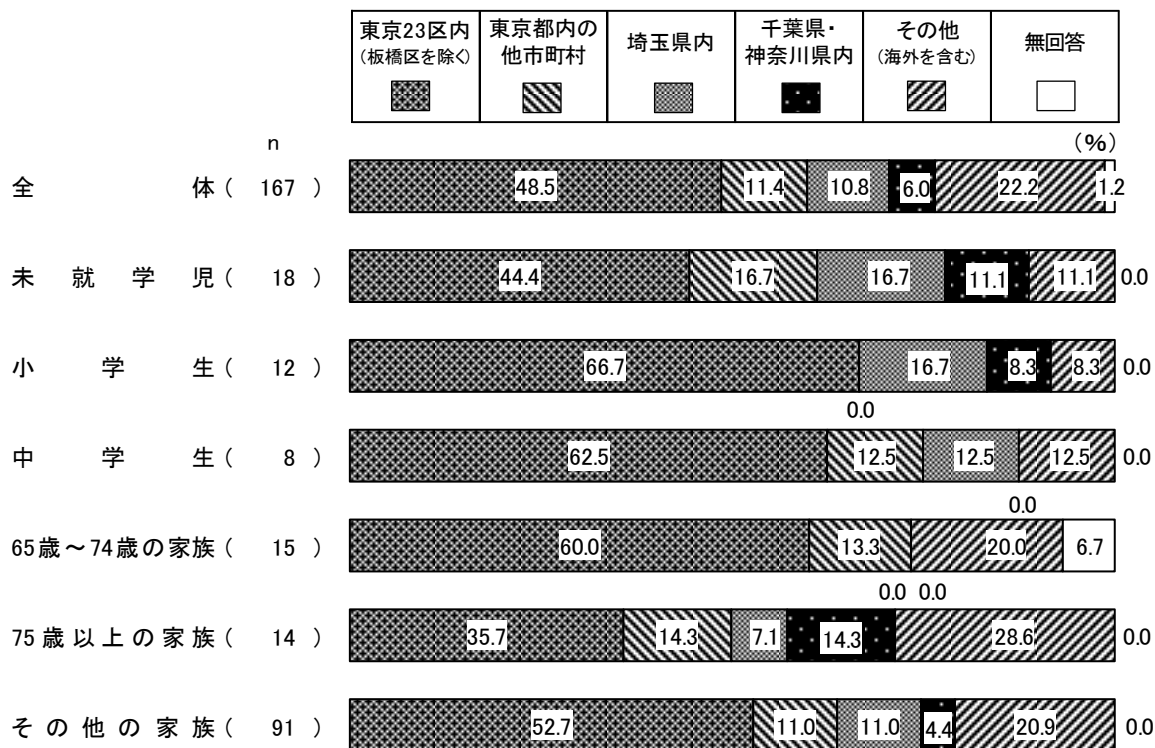 東京23区内 東京都内の 埼玉県内 千葉県・ その他 無回答
(板橋区を除く) 他市町村 神奈川県内 (海外を含む)
n (%)
全体( 167 ) 48.5 11.4 10.8 6.0 22.2 1.2
未就学児( 18 ) 44.4 16.7 16.7 11.1 11.1 0.0
小学生( 12 ) 66.7 16.7 8.3 8.3 0.0
0.0
中学生( 8 ) 62.5 12.5 12.5 12.5 0.0
0.0
65歳～74歳の家族( 15 ) 60.0 13.3 20.0 6.7
0.0 0.0
75歳以上の家族( 14 ) 35.7 14.3 7.1 14.3 28.6 0.0
その他の家族( 91 ) 52.7 11.0 11.0 4.4 20.9 0.0